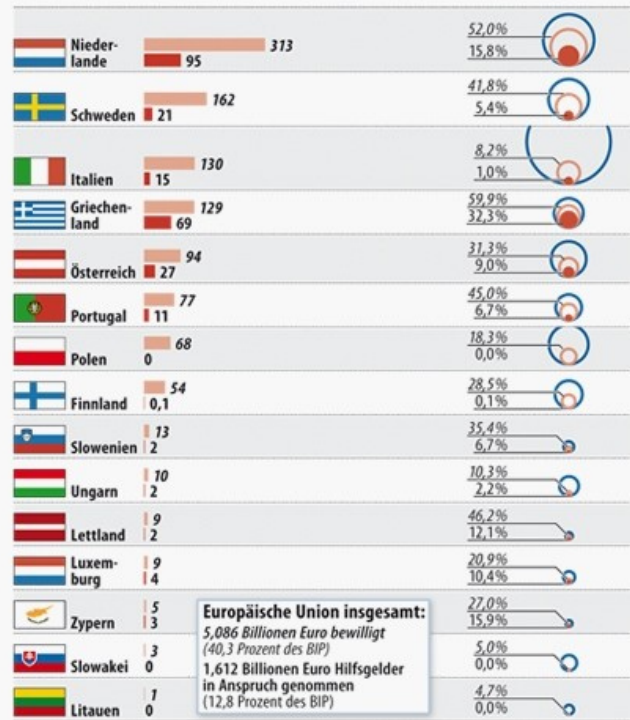 Nieder-
lande
313
95
52,0%
15,8%
Schweden
162
21
41,8%
5,4%
Italien
130
15
8,2%
1,0%
Griechen-
land
129
69
59,9%
32,3%
Österreich
94
27
31,3%
9,0%
Portugal
77
11
45,0%
6,7%
Polen
68
0
18,3%
0,0%
Finnland
54
0,1
28,5%
0,1%
Slowenien
13
2
35,4%
6,7%
Ungarn
10
2
10,3%
2,2%
Lettland
9
2
46,2%
12,1%
Luxem-
burg
9
4
20,9%
10,4%
Zypern
5
3
27,0%
15,9%
Slowakei
3
0
5,0%
0,0%
Litauen
1
0
4,7%
0,0%
Europäische Union insgesamt:
5,086 Billionen Euro bewilligt
(40,3 Prozent des BIP)
1,612 Billionen Euro Hilfsgelder
in Anspruch genommen
(12,8 Prozent des BIP)